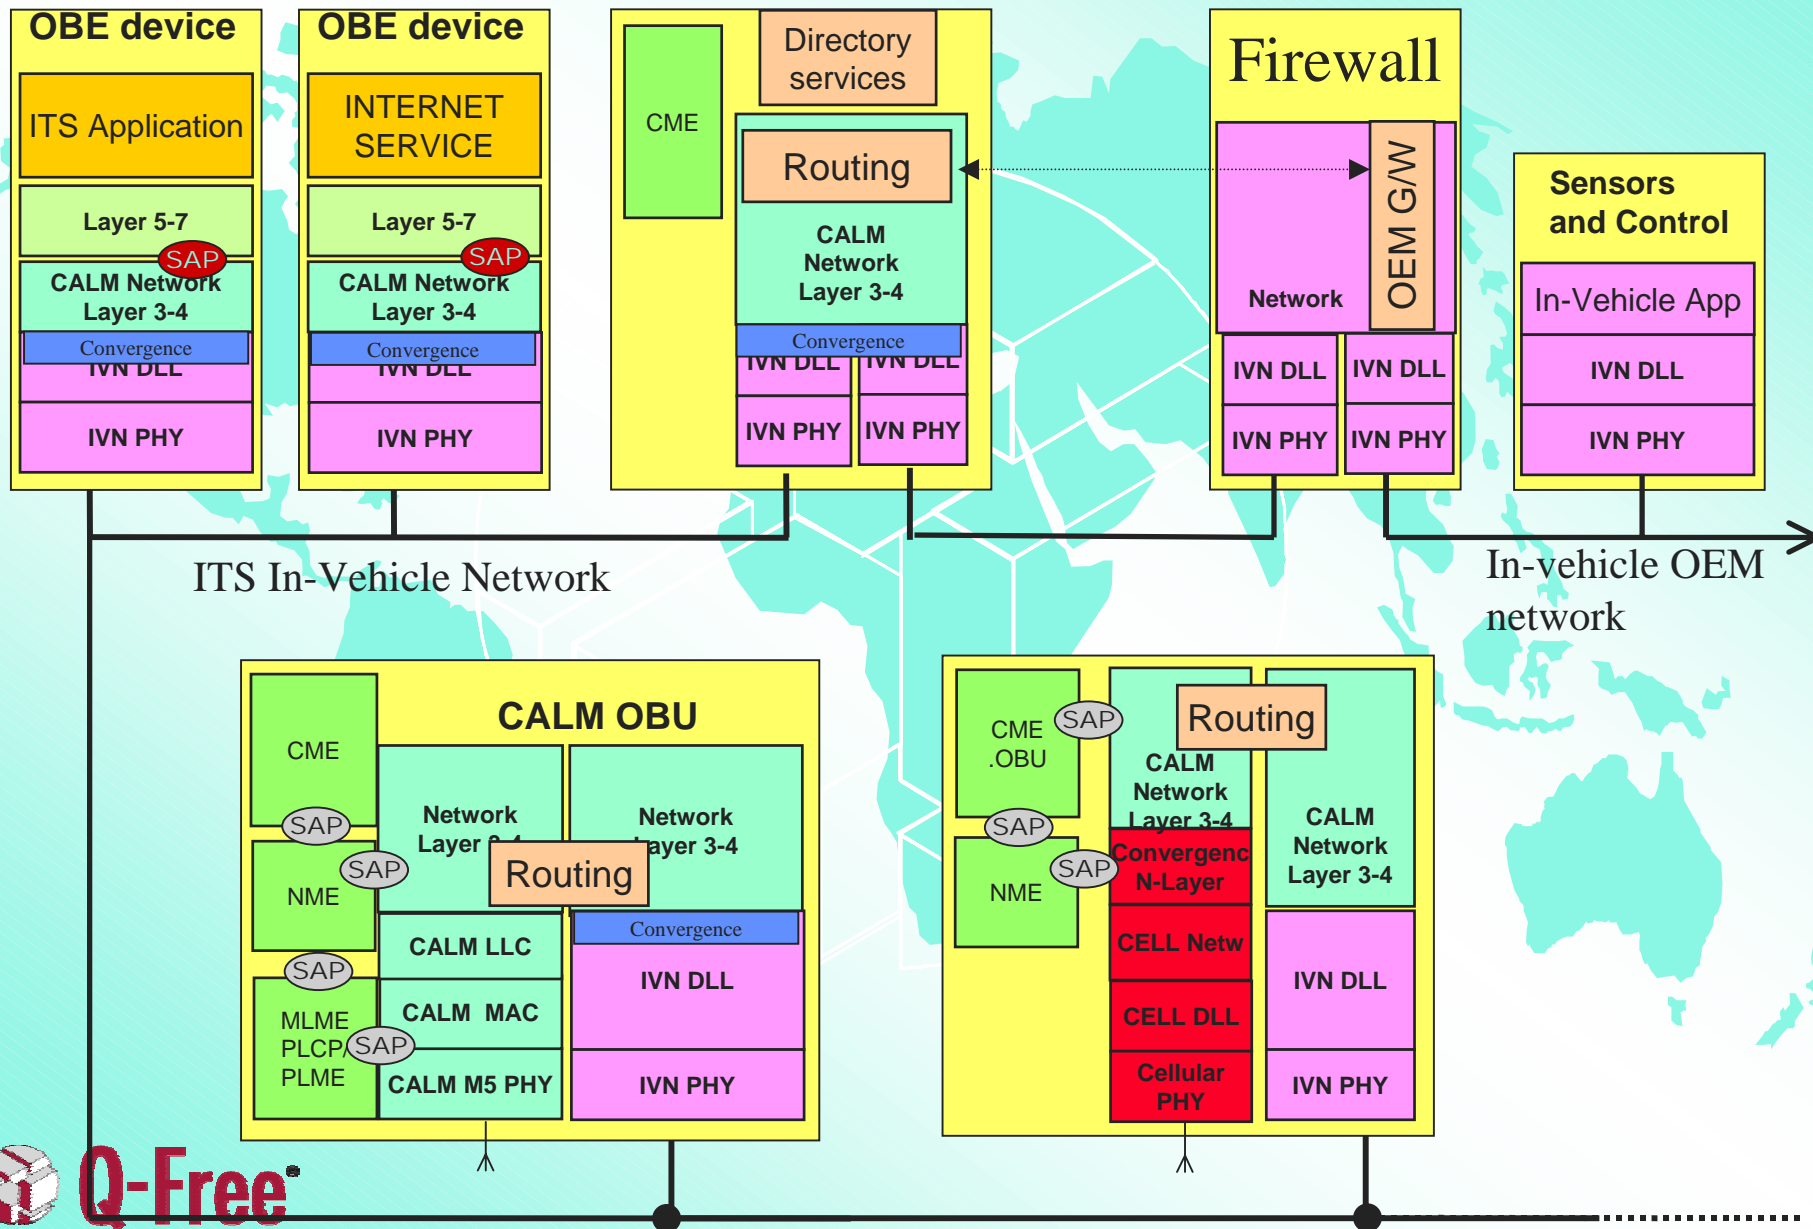 OBE device
ITS Application
Layer 5-7
SAP
CALM Network
Layer 3-4
Convergence
IVN DLL
IVN PHY
OBE device
INTERNET
SERVICE
Layer 5-7
SAP
CALM Network
Layer 3-4
Convergence
IVN DLL
IVN PHY
CME
Directory
services
Routing
CALM
Network
Layer 3-4
Convergence
IVN DLL
IVN DLL
IVN PHY
IVN PHY
Firewall
OEM G/W
Network
IVN DLL
IVN DLL
IVN PHY
IVN PHY
Sensors
and Control
In-Vehicle App
IVN DLL
IVN PHY
ITS In-Vehicle Network
In-vehicle OEM
network
CALM OBU
CME
SAP
NME
SAP
SAP
MLME
PLCP/
PLME
SAP
Network
Layer 3-4
Network
Layer 3-4
Routing
CALM LLC
CALM MAC
CALM M5 PHY
Convergence
IVN DLL
IVN PHY
CME
.OBU
SAP
SAP
NME
SAP
Routing
CALM
Network
Layer 3-4
Convergenc
N-Layer
CELL Netw
CELL DLL
Cellular
PHY
CALM
Network
Layer 3-4
IVN DLL
IVN PHY
Q-Free